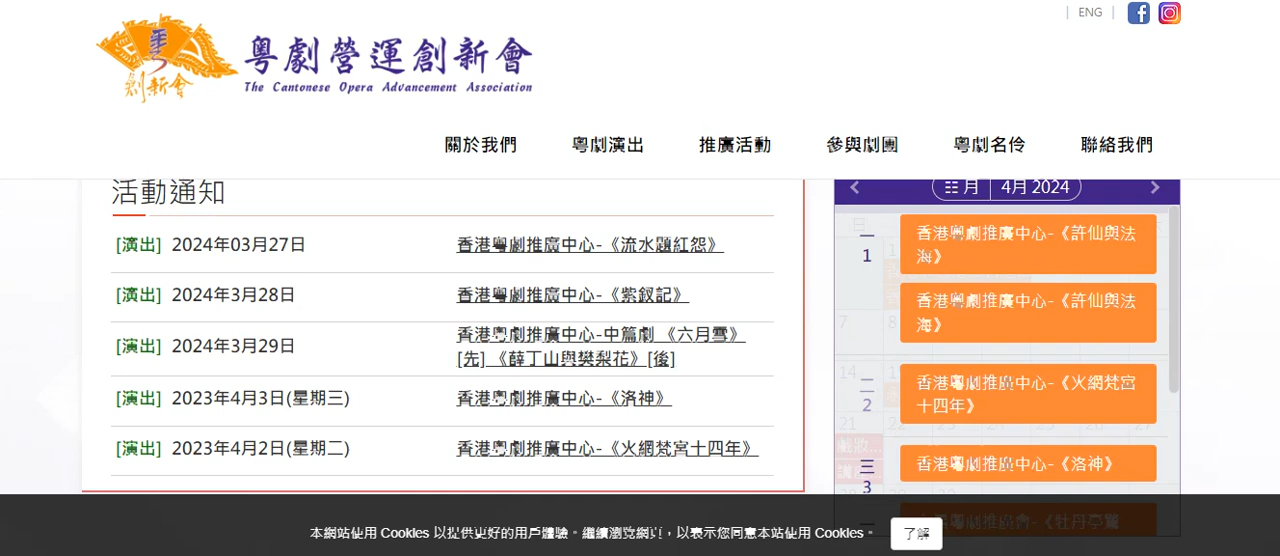 ENG
創新會
粵劇營運創新會
The Cantonese Opera Advancement Association
關於我們
粵劇演出
推廣活動
參與劇團
粵劇名伶
聯絡我們
活動通知
[演出] 2024年03月27日 香港粵劇推廣中心-《流水題紅怨》
[演出] 2024年3月28日 香港粵劇推廣中心-《紫釵記》
[演出] 2024年3月29日 香港粵劇推廣中心-中篇劇 《六月雪》
[先] 《薛丁山與樊梨花》[後]
[演出] 2023年4月3日(星期三) 香港粵劇推廣中心-《洛神》
[演出] 2023年4月2日(星期二) 香港粵劇推廣中心-《火網梵宮十四年》
月 4月 2024
一
1
香港粵劇推廣中心-《許仙與法
海》
香港粵劇推廣中心-《許仙與法
海》
二
2
香港粵劇推廣中心-《火網梵宮
十四年》
三
3
香港粵劇推廣中心-《洛神》
本網站使用 Cookies 以提供更好的用戶體驗。繼續瀏覽網頁，以表示您同意本站使用 Cookies。
了解